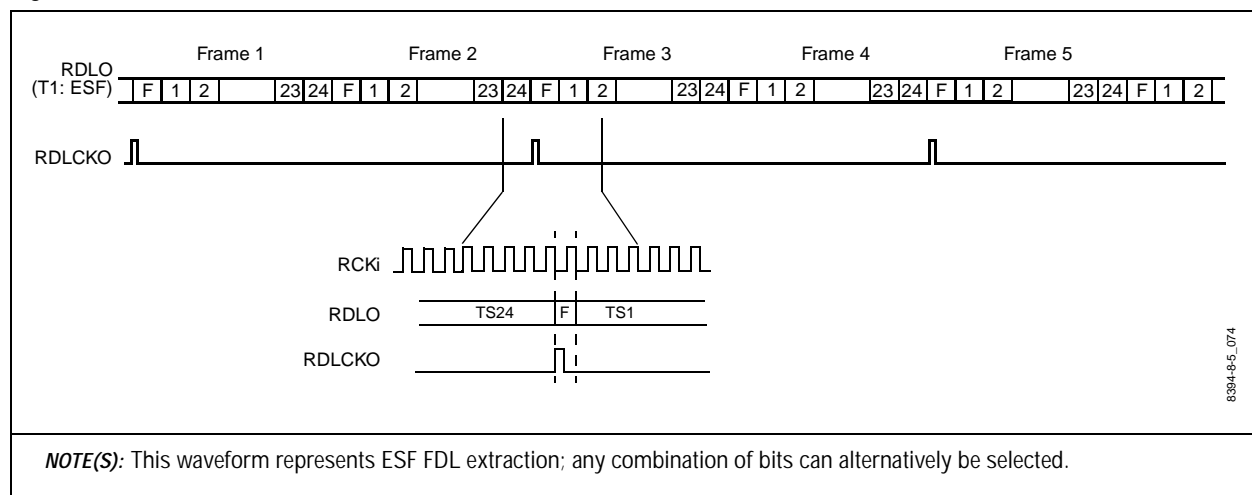 Frame 1 Frame 2 Frame 3 Frame 4 Frame 5
RDLO
(T1: ESF) F 1 2 23 24 F 1 2 23 24 F 1 2 23 24 F 1 2 23 24 F 1 2 23 24 F 1 2
RDLCKO
RCKi
RDLO TS24 F TS1
RDLCKO
8394-8-5_074
NOTE(S): This waveform represents ESF FDL extraction; any combination of bits can alternatively be selected.